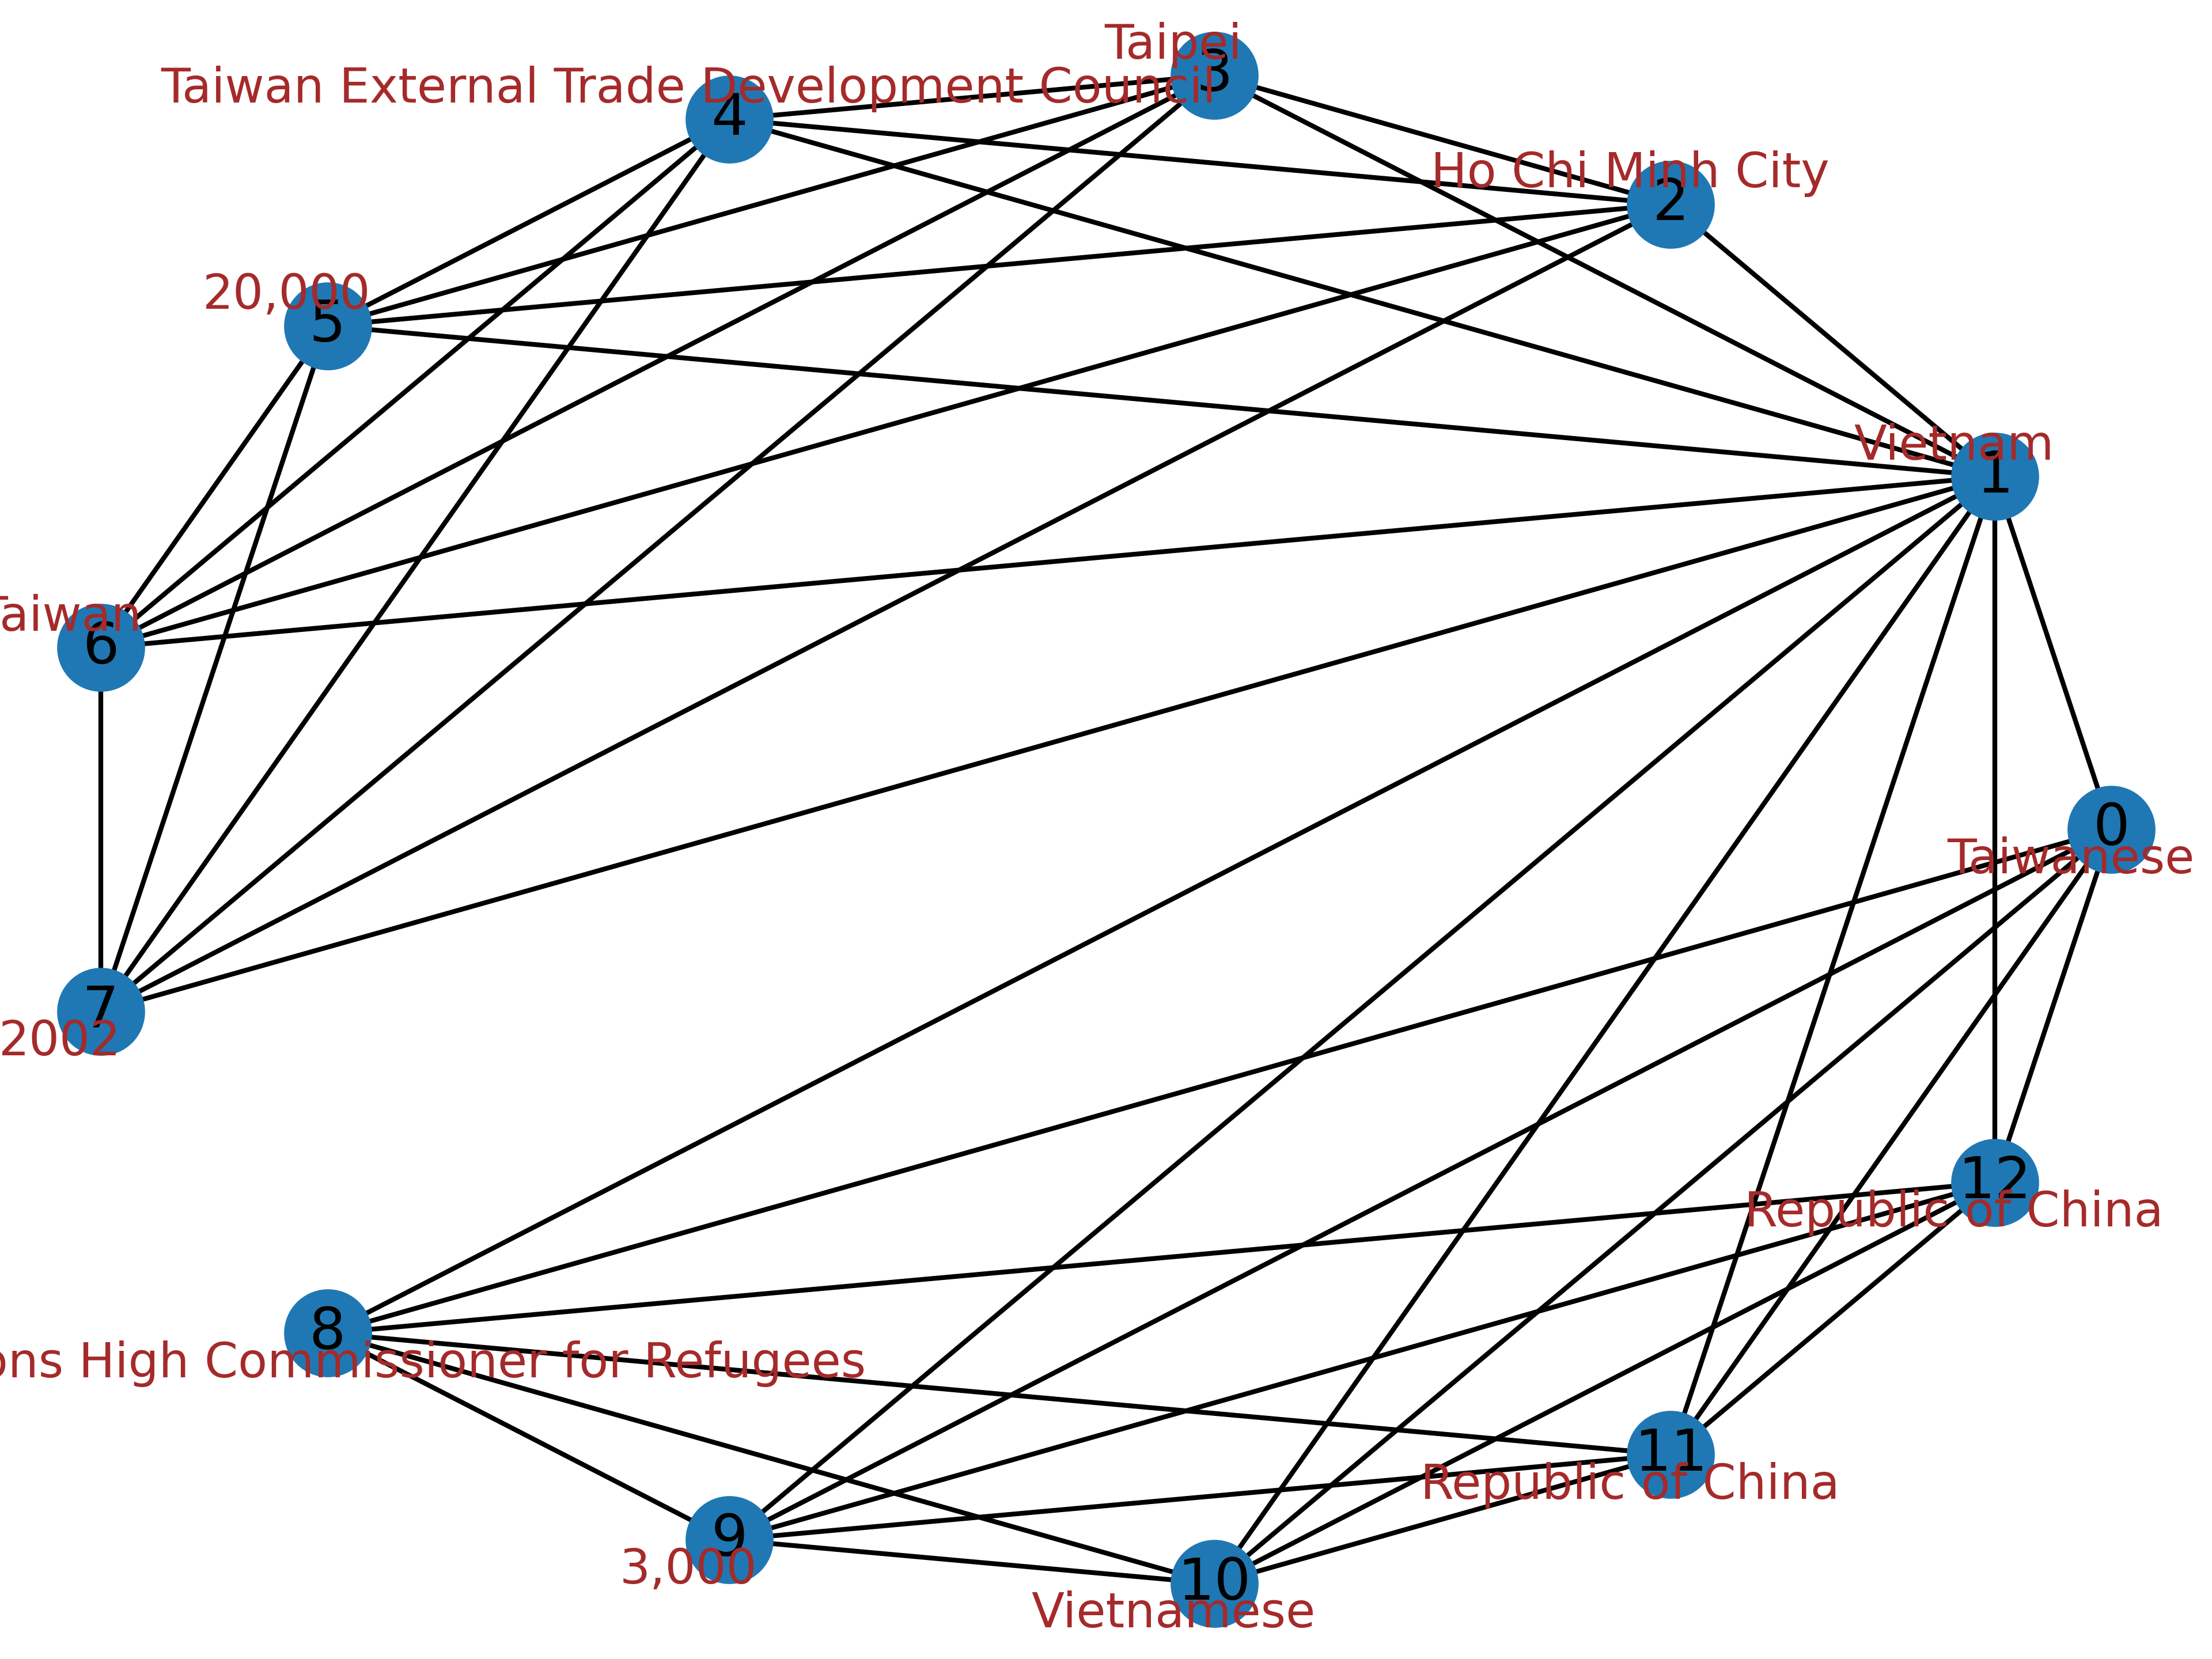 Taipei
3
Taiwan External Trade Development Council
4
Ho Chi Minh City
2
20,000
5
Vietnam
1
Taiwan
6
0
Taiwanese
7
2002
12
Republic of China
8
High Commissioner for Refugees
11
Republic of China
9
3,000
10
Vietnamese